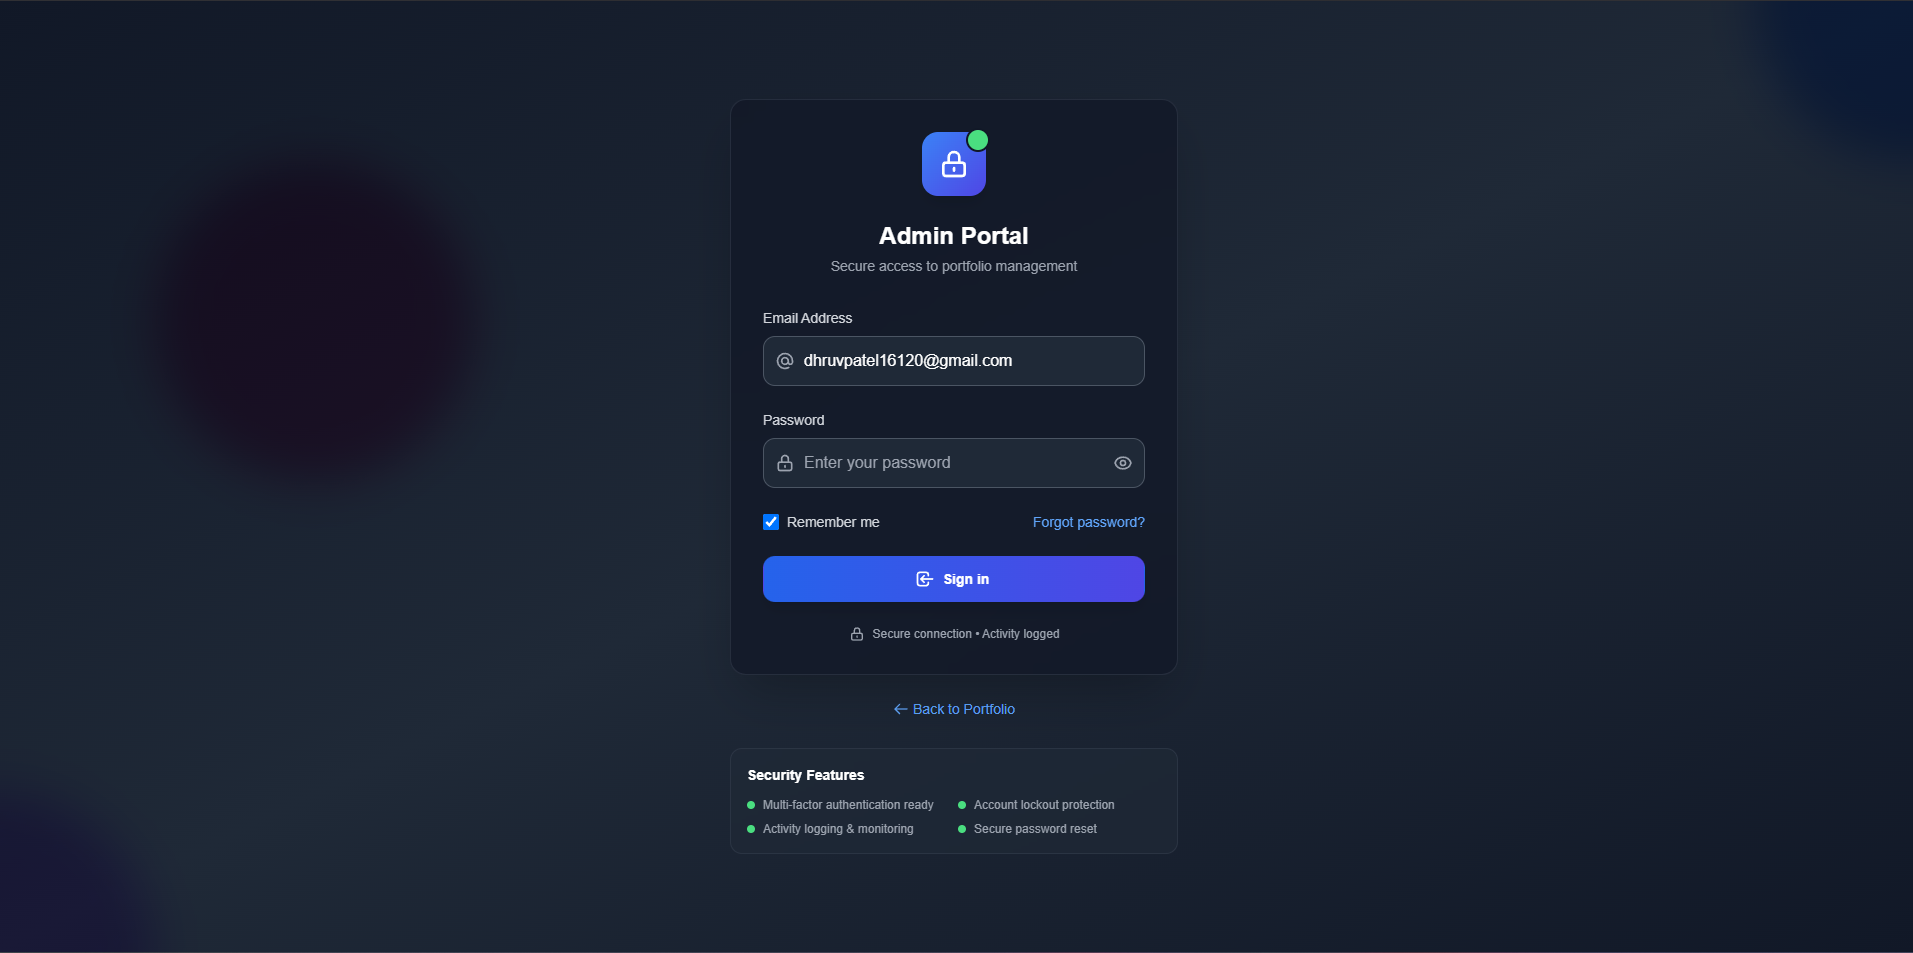 Admin Portal
Secure access to portfolio management
Email Address
dhruvpatel16120@gmail.com
Password
Enter your password
Remember me
Forgot password?
Sign in
Secure connection • Activity logged
← Back to Portfolio
Security Features
Multi-factor authentication ready
Account lockout protection
Activity logging & monitoring
Secure password reset